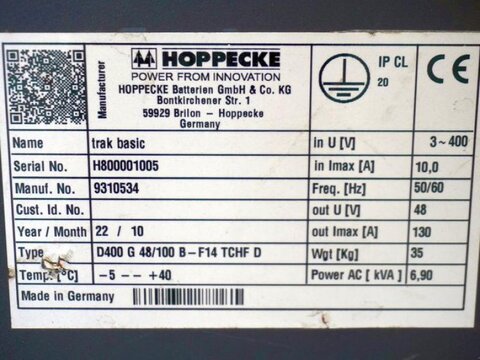 Manufacturer
HOPPECKE
POWER FROM INNOVATION
HOPPECKE Batterien GmbH & Co. KG
Bontkirchener Str. 1
59929 Brilon - Hoppecke
Germany
IP CL
20
CE
Name trak basic in U [V] 3~400
Serial No. H800001005 in Imax [A] 10,0
Manuf. No. 9310534 Freq. [Hz] 50/60
Cust. Id. No. out U [V] 48
Year / Month 22 / 10 out Imax [A] 130
Type D400 G 48/100 B-F14 TCHF D Wgt [Kg] 35
Temp. [°C] -5 -- +40 Power AC [ kVA ] 6,90
Made in Germany